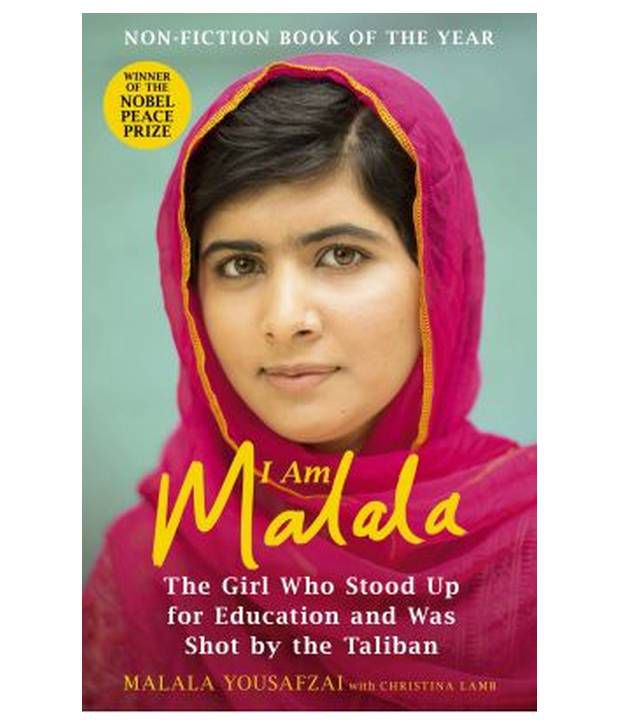 NON-FICTION BOOK OF THE YEAR
WINNER
OF THE
NOBEL
PEACE
PRIZE
I Am
Malala
The Girl Who Stood Up
for Education and Was
Shot by the Taliban
MALALA YOUSAFZAI with CHRISTINA LAMB